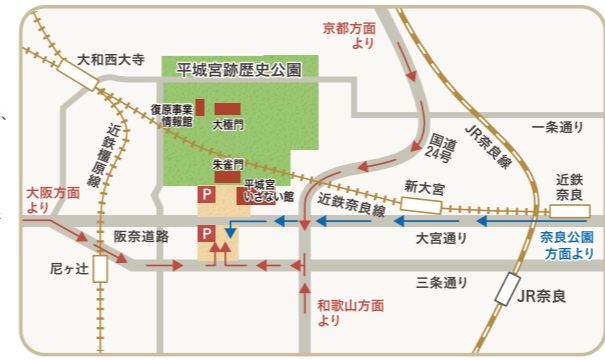 京都方面
より
大和西大寺
平城宮跡歴史公園
復原事業
情報館
大極門
国道
24号
JR奈良線
一条通り
近鉄橿原線
朱雀門
P
平城宮
いざない館
近鉄奈良線
新大宮
近鉄
奈良
大阪方面
より
P
阪奈道路
大宮通り
奈良公園
方面より
尼ヶ辻
三条通り
和歌山方面
より
JR奈良